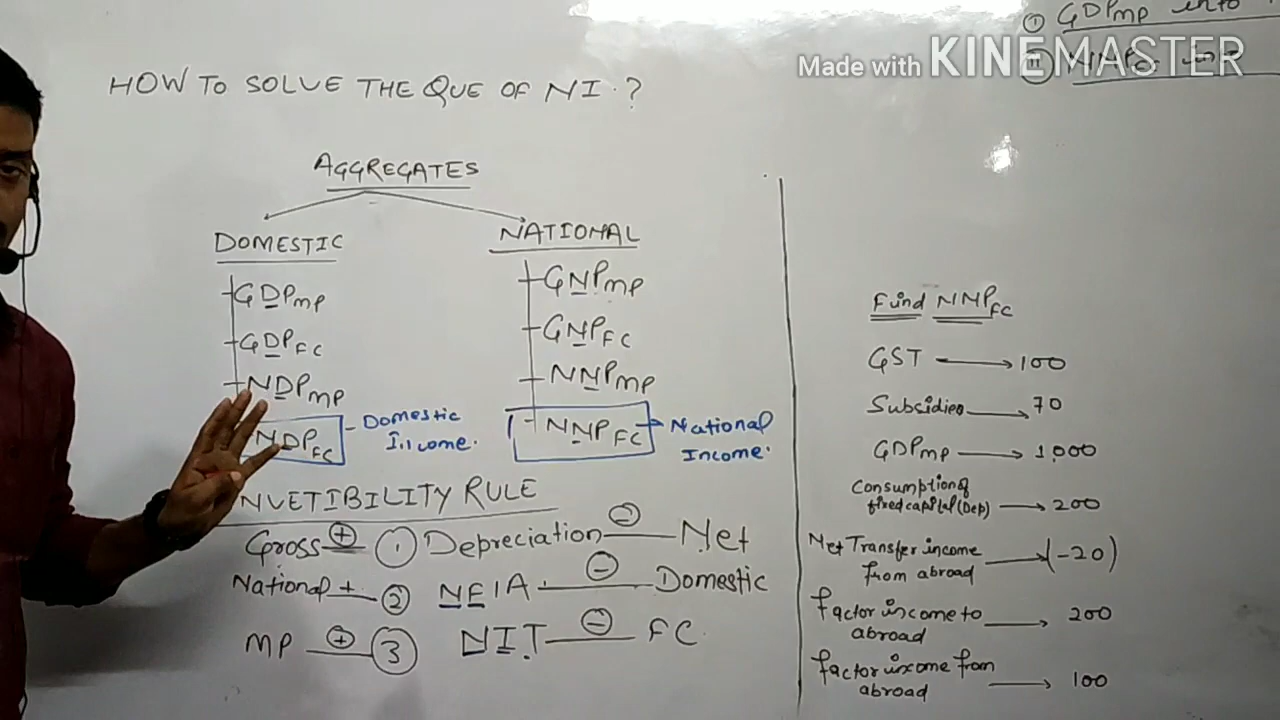 ① GDPMP into
Made with KINEMASTER
HOW TO SOLVE THE QUE OF NI.?
AGGREGATES
DOMESTIC
GDPMP
GDPFC
NDPMP
NDPFC - Domestic
Income.
NATIONAL
GNPMP
GNPFC
NNPMP
NNPFC → National
Income.
NVETIBILITY RULE
Gross + ① Depreciation - Net
National + ② NFIA - Domestic
MP + ③ NIT - FC
Find NNPFC
GST → 100
Subsidies → 70
GDPMP → 1000
Consumption of
fixed capital (Dep) → 200
Net Transfer income
from abroad → (-20)
factor income to
abroad → 200
factor income from
abroad → 100